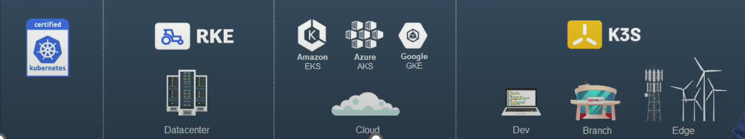 certified
kubernetes
RKE
Datacenter
Amazon
EKS
Azure
AKS
Google
GKE
Cloud
K3S
Dev
Branch
Edge